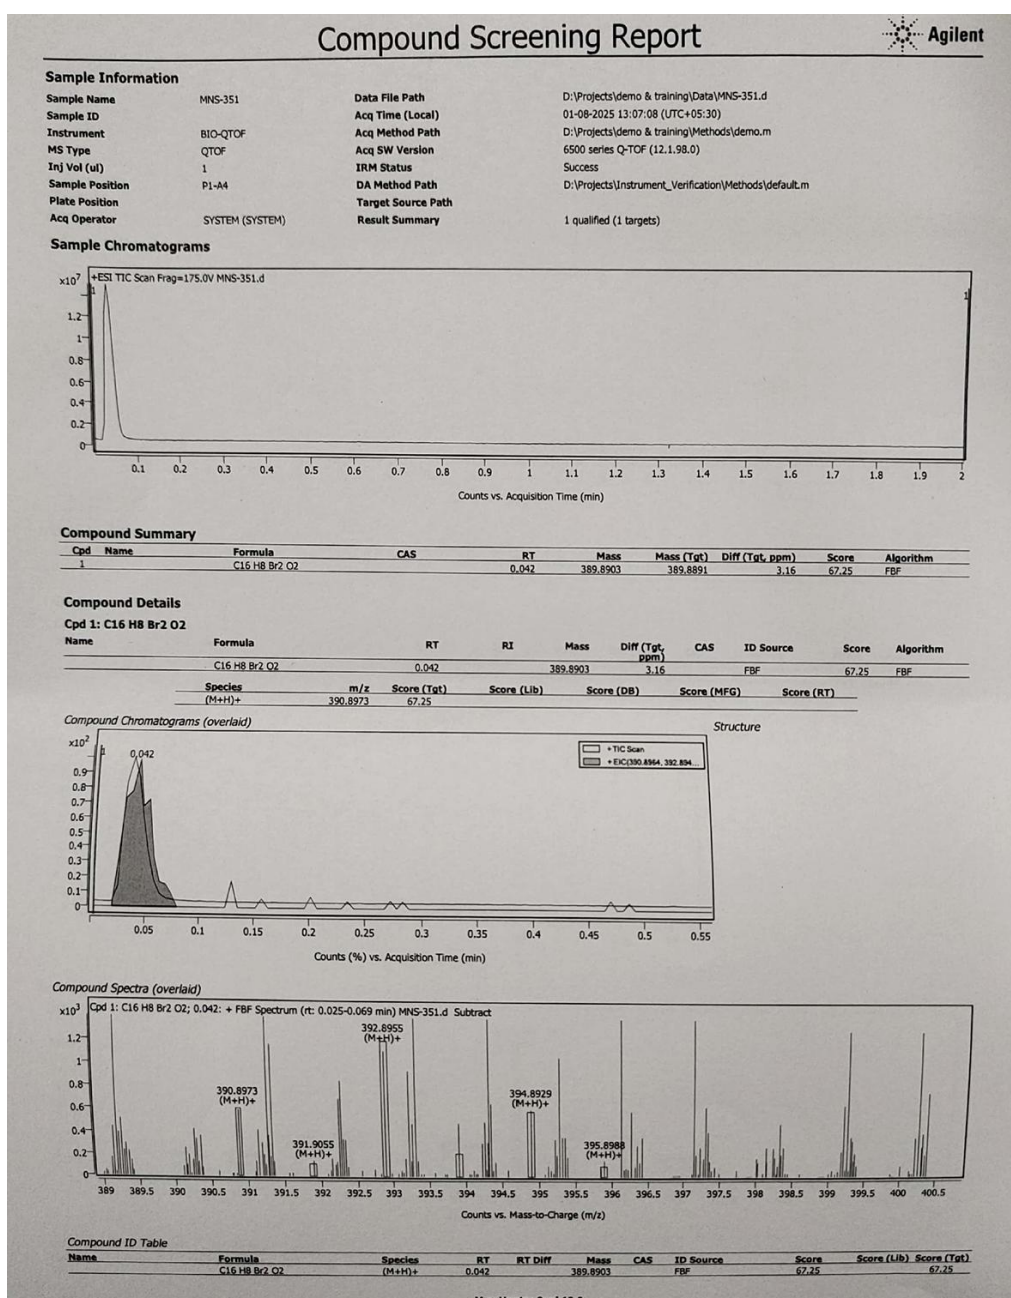 Compound Screening Report
Agilent
Sample Information
Sample Name MNS-351 Data File Path D:\Projects\demo & training\Data\MNS-351.d
Sample ID Acq Time (Local) 01-08-2025 13:07:08 (UTC+05:30)
Instrument BIO-QTOF Acq Method Path D:\Projects\demo & training\Methods\demo.m
MS Type QTOF Acq SW Version 6500 series Q-TOF (12.1.98.0)
Inj Vol (ul) 1 IRM Status Success
Sample Position P1-A4 DA Method Path D:\Projects\Instrument_Verification\Methods\default.m
Plate Position Target Source Path
Acq Operator SYSTEM (SYSTEM) Result Summary 1 qualified (1 targets)
Sample Chromatograms
x10⁷ +ESI TIC Scan Frag=175.0V MNS-351.d
1 1
1.2
1
0.8
0.6
0.4
0.2
0
0.1 0.2 0.3 0.4 0.5 0.6 0.7 0.8 0.9 1 1.1 1.2 1.3 1.4 1.5 1.6 1.7 1.8 1.9 2
Counts vs. Acquisition Time (min)
Compound Summary
Cpd Name Formula CAS RT Mass Mass (Tgt) Diff (Tgt, ppm) Score Algorithm
1 C16 H8 Br2 O2 0.042 389.8903 389.8891 3.16 67.25 FBF
Compound Details
Cpd 1: C16 H8 Br2 O2
Name Formula RT RI Mass Diff (Tgt, ppm) CAS ID Source Score Algorithm
C16 H8 Br2 O2 0.042 389.8903 3.16 FBF 67.25 FBF
Species m/z Score (Tgt) Score (Lib) Score (DB) Score (MFG) Score (RT)
(M+H)+ 390.8973 67.25
Compound Chromatograms (overlaid) Structure
x10²
1 0.042
+TIC Scan
+EIC(390.8964, 392.894...
0.9
0.8
0.7
0.6
0.5
0.4
0.3
0.2
0.1
0
0.05 0.1 0.15 0.2 0.25 0.3 0.35 0.4 0.45 0.5 0.55
Counts (%) vs. Acquisition Time (min)
Compound Spectra (overlaid)
x10³ Cpd 1: C16 H8 Br2 O2; 0.042: + FBF Spectrum (rt: 0.025-0.069 min) MNS-351.d Subtract
392.8955
(M+H)+
390.8973
(M+H)+
394.8929
(M+H)+
391.9055
(M+H)+
395.8988
(M+H)+
1.2
1
0.8
0.6
0.4
0.2
0
389 389.5 390 390.5 391 391.5 392 392.5 393 393.5 394 394.5 395 395.5 396 396.5 397 397.5 398 398.5 399 399.5 400 400.5
Counts vs. Mass-to-Charge (m/z)
Compound ID Table
Name Formula Species RT RT Diff Mass CAS ID Source Score Score (Lib) Score (Tgt)
C16 H8 Br2 O2 (M+H)+ 0.042 389.8903 FBF 67.25 67.25